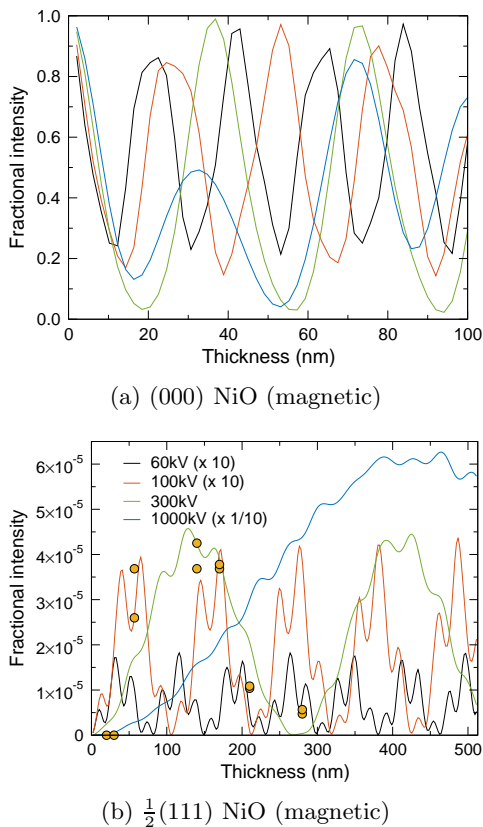 1.0
0.8
0.6
0.4
0.2
0.0
Fractional intensity
0 20 40 60 80 100
Thickness (nm)
(a) (000) NiO (magnetic)
60kV (x 10)
100kV (x 10)
300kV
1000kV (x 1/10)
6×10⁻⁵
5×10⁻⁵
4×10⁻⁵
3×10⁻⁵
2×10⁻⁵
1×10⁻⁵
0
Fractional intensity
0 100 200 300 400 500
Thickness (nm)
(b) ½(111) NiO (magnetic)